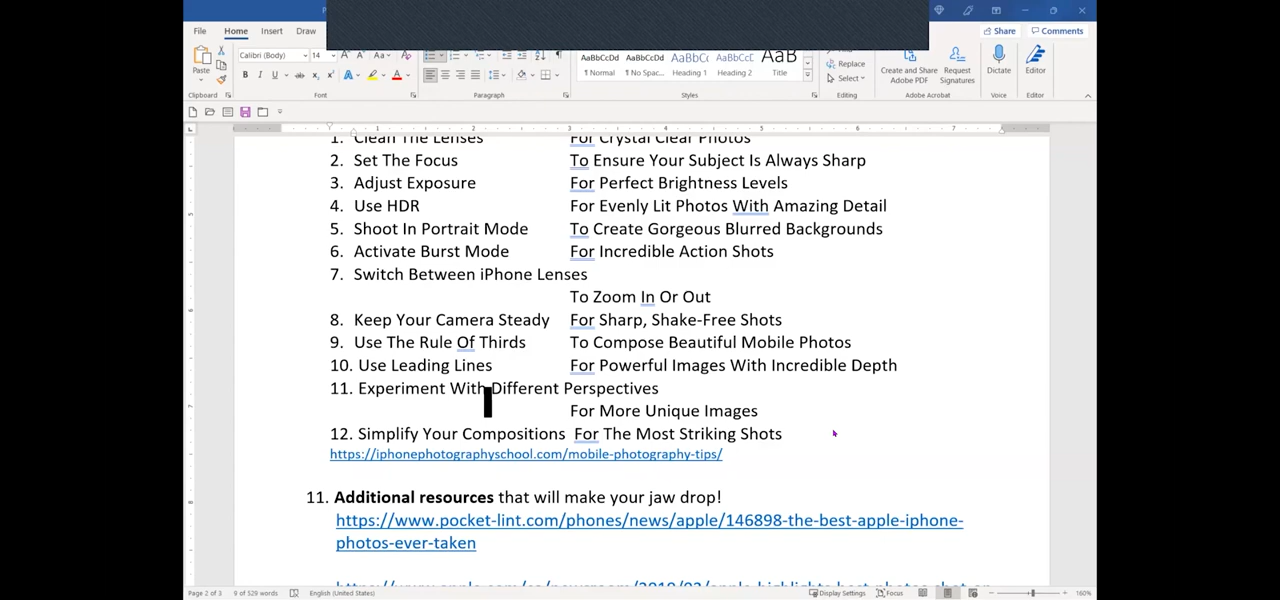 File Home Insert Draw
Share Comments
Calibri (Body) 14
AaBbCcDd AaBbCcDd AaBbCc AaBbCcC AaB
Replace
Select
Paste
Normal No Spac... Heading 1 Heading 2 Title
Create and Share
Adobe PDF
Request
Signatures
Dictate
Editor
Clipboard Font Paragraph Styles Editing Adobe Acrobat Voice Editor
1. Clean The Lenses For Crystal Clear Photos
2. Set The Focus To Ensure Your Subject Is Always Sharp
3. Adjust Exposure For Perfect Brightness Levels
4. Use HDR For Evenly Lit Photos With Amazing Detail
5. Shoot In Portrait Mode To Create Gorgeous Blurred Backgrounds
6. Activate Burst Mode For Incredible Action Shots
7. Switch Between iPhone Lenses
To Zoom In Or Out
8. Keep Your Camera Steady For Sharp, Shake-Free Shots
9. Use The Rule Of Thirds To Compose Beautiful Mobile Photos
10. Use Leading Lines For Powerful Images With Incredible Depth
11. Experiment With Different Perspectives
For More Unique Images
12. Simplify Your Compositions For The Most Striking Shots
https://iphonephotographyschool.com/mobile-photography-tips/
11. Additional resources that will make your jaw drop!
https://www.pocket-lint.com/phones/news/apple/146898-the-best-apple-iphone-
photos-ever-taken
Page 2 of 3 9 of 529 words English (United States) Display Settings Focus 160%